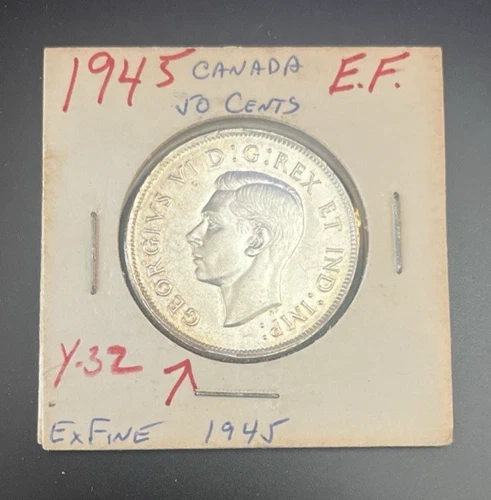 1945 CANADA E.F.
50 CENTS
GEORGIVS VI D:G:REX ET IND:IMP:
Y-32
EXFINE 1945